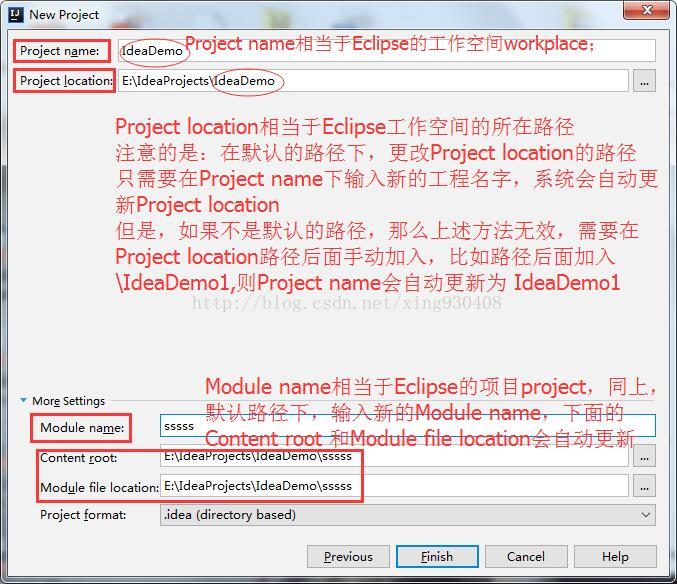 New Project
Project name: IdeaDemo Project name相当于Eclipse的工作空间workplace；
Project location: E:\IdeaProjects\IdeaDemo ...
Project location相当于Eclipse工作空间的所在路径
注意的是：在默认的路径下，更改Project location的路径
只需要在Project name下输入新的工程名字，系统会自动更
新Project location
但是，如果不是默认的路径，那么上述方法无效，需要在
Project location路径后面手动加入，比如路径后面加入
\IdeaDemo1,则Project name会自动更新为 IdeaDemo1
http://blog.csdn.net/xing930408
Module name相当于Eclipse的项目project，同上，
More Settings
默认路径下，输入新的Module name，下面的
Module name: sssss
Content root 和Module file location会自动更新
Content root: E:\IdeaProjects\IdeaDemo\sssss ...
Module file location: E:\IdeaProjects\IdeaDemo\sssss ...
Project format: .idea (directory based)
Previous Finish Cancel Help